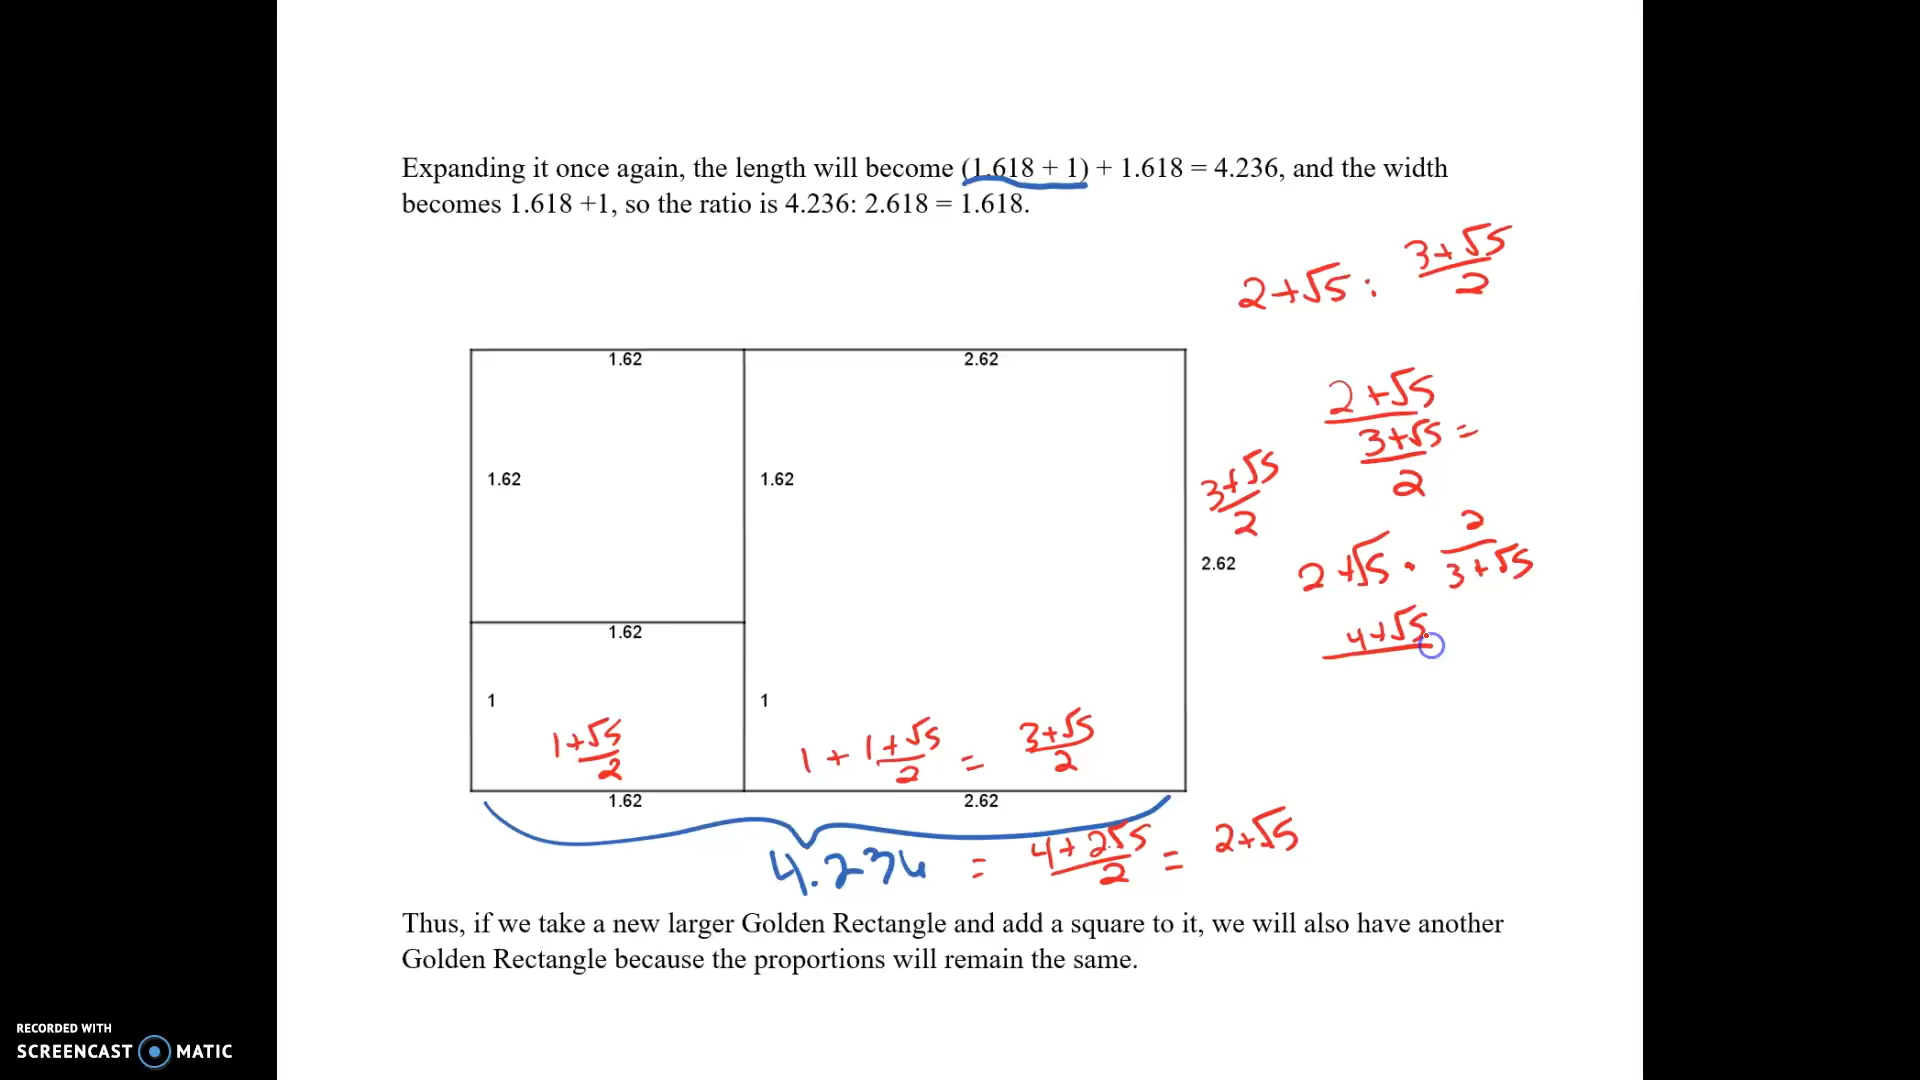 Expanding it once again, the length will become (1.618 + 1) + 1.618 = 4.236, and the width
becomes 1.618 +1, so the ratio is 4.236: 2.618 = 1.618.
2+√5 : (3+√5)/2
1.62 2.62
(2+√5)/((3+√5)/2) =
1.62 1.62
(3+√5)/2
2.62
2+√5 · 2/(3+√5)
4+√5
1.62
1 1
(1+√5)/2 1 + (1+√5)/2 = (3+√5)/2
1.62 2.62
4.236 = (4+2√5)/2 = 2+√5
Thus, if we take a new larger Golden Rectangle and add a square to it, we will also have another
Golden Rectangle because the proportions will remain the same.
RECORDED WITH
SCREENCAST MATIC